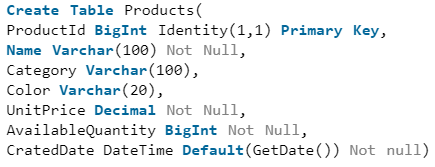 Create Table Products(
ProductId BigInt Identity(1,1) Primary Key,
Name Varchar(100) Not Null,
Category Varchar(100),
Color Varchar(20),
UnitPrice Decimal Not Null,
AvailableQuantity BigInt Not Null,
CratedDate DateTime Default(GetDate()) Not null)